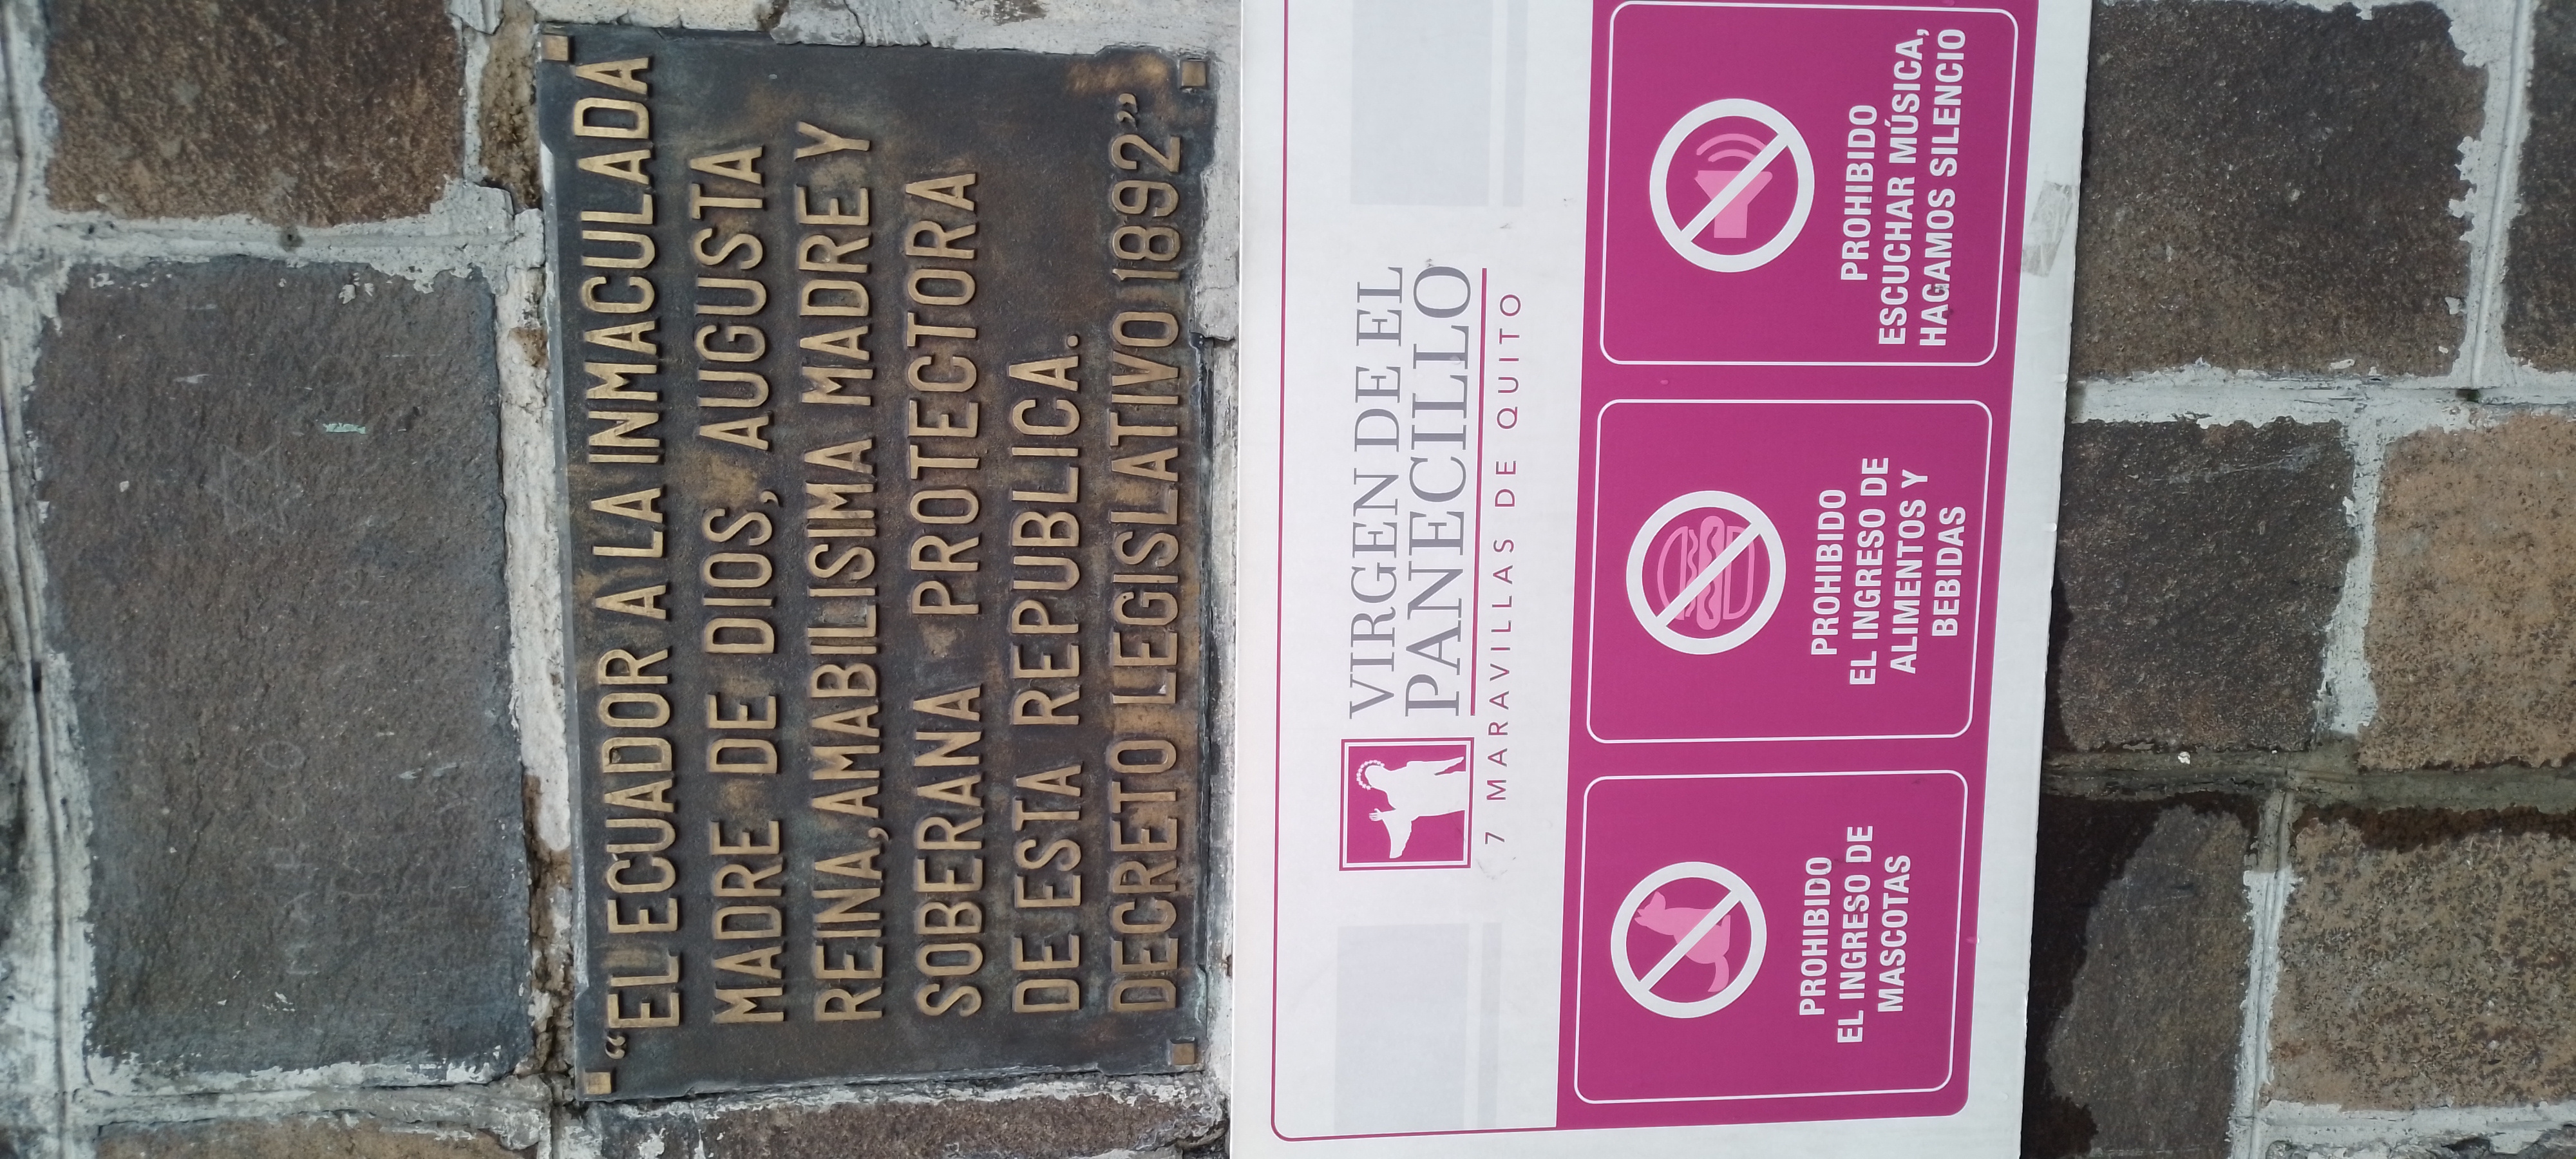 “EL ECUADOR A LA INMACULADA
MADRE DE DIOS, AUGUSTA
REINA, AMABILISIMA MADRE Y
SOBERANA PROTECTORA
DE ESTA REPUBLICA.
DECRETO LEGISLATIVO 1892”
VIRGEN DE EL
PANECILLO
7 MARAVILLAS DE QUITO
PROHIBIDO
EL INGRESO DE
MASCOTAS
PROHIBIDO
EL INGRESO DE
ALIMENTOS Y
BEBIDAS
PROHIBIDO
ESCUCHAR MÚSICA,
HAGAMOS SILENCIO